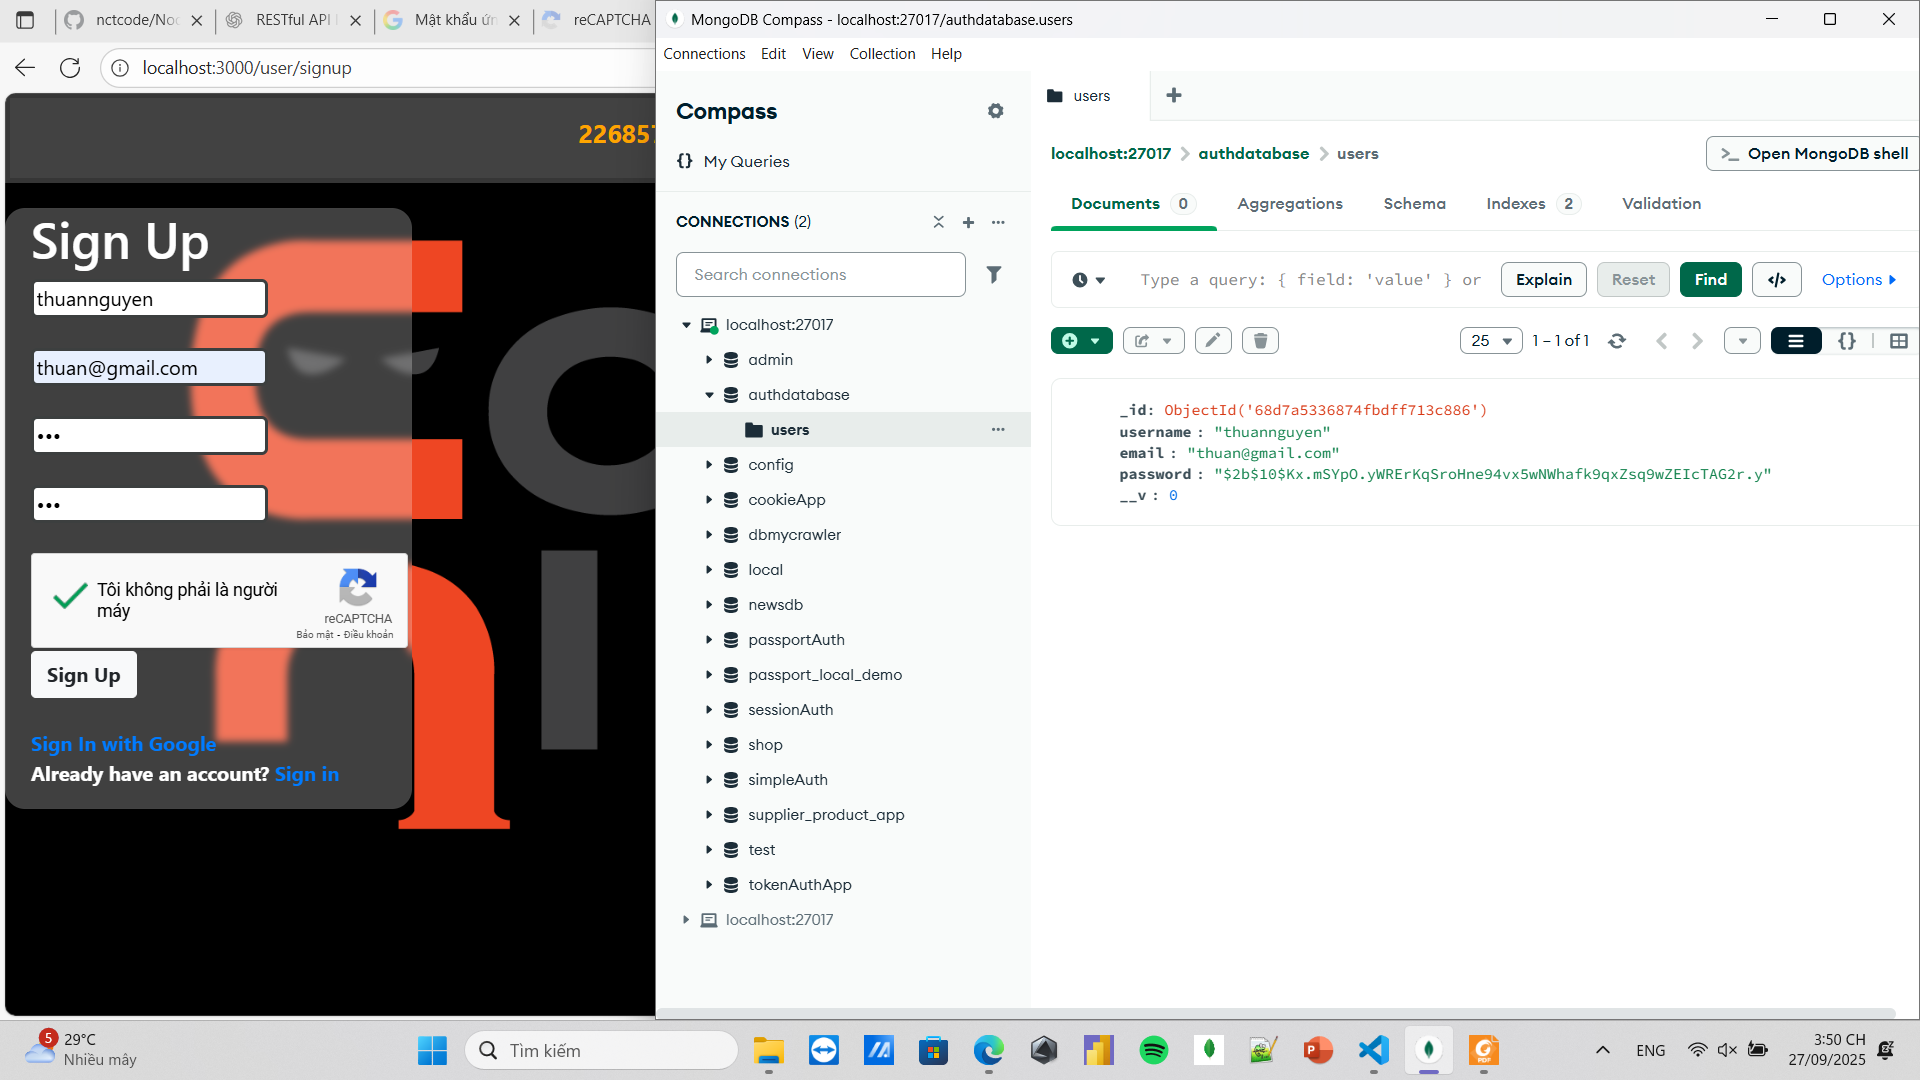 nctcode/Noc
RESTful API
Mật khẩu ứn
reCAPTCHA
localhost:3000/user/signup
226857
Sign Up
thuannguyen
thuan@gmail.com
•••
•••
Tôi không phải là người
máy
reCAPTCHA
Bảo mật - Điều khoản
Sign Up
Sign In with Google
Already have an account? Sign in
MongoDB Compass - localhost:27017/authdatabase.users
Connections Edit View Collection Help
Compass
{} My Queries
CONNECTIONS (2)
Search connections
localhost:27017
admin
authdatabase
users
config
cookieApp
dbmycrawler
local
newsdb
passportAuth
passport_local_demo
sessionAuth
shop
simpleAuth
supplier_product_app
test
tokenAuthApp
localhost:27017
users
localhost:27017 > authdatabase > users
>_ Open MongoDB shell
Documents 0 Aggregations Schema Indexes 2 Validation
Type a query: { field: 'value' } or
Explain Reset Find </> Options
25 1 – 1 of 1 {}
_id: ObjectId('68d7a5336874fbdff713c886')
username : "thuannguyen"
email : "thuan@gmail.com"
password : "$2b$10$Kx.mSYpO.yWRErKqSroHne94vx5wNWhafk9qxZsq9wZEIcTAG2r.y"
__v : 0
5
29°C
Nhiều mây
Tìm kiếm
ENG
3:50 CH
27/09/2025